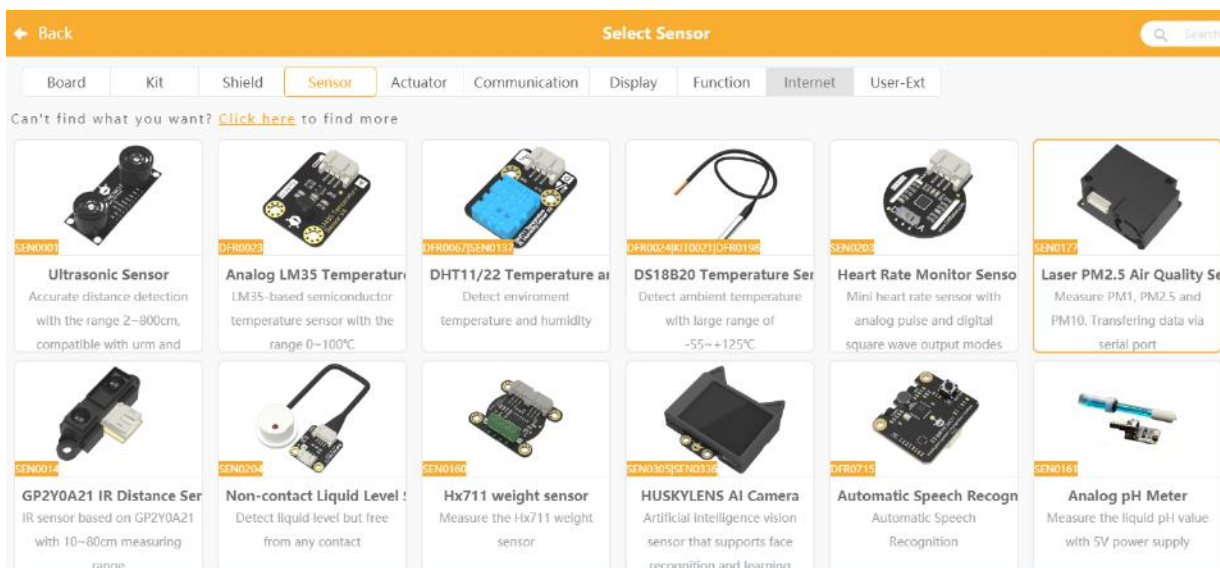 Back
Select Sensor
Search
Board Kit Shield Sensor Actuator Communication Display Function Internet User-Ext
Can't find what you want? Click here to find more
SEN0001
Ultrasonic Sensor
Accurate distance detection
with the range 2~800cm,
compatible with urm and
DFR0023
Analog LM35 Temperatur
LM35-based semiconductor
temperature sensor with the
range 0~100℃
DFR0067|SEN0137
DHT11/22 Temperature ar
Detect enviroment
temperature and humidity
DFR0024|KIT0021|DFR0198
DS18B20 Temperature Ser
Detect ambient temperature
with large range of
-55~+125℃
SEN0203
Heart Rate Monitor Senso
Mini heart rate sensor with
analog pulse and digital
square wave output modes
SEN0177
Laser PM2.5 Air Quality Se
Measure PM1, PM2.5 and
PM10. Transfering data via
serial port
SEN0014
GP2Y0A21 IR Distance Ser
IR sensor based on GP2Y0A21
with 10~80cm measuring
range
SEN0204
Non-contact Liquid Level
Detect liquid level but free
from any contact
SEN0160
Hx711 weight sensor
Measure the Hx711 weight
sensor
SEN0305|SEN0336
HUSKYLENS AI Camera
Artificial intelligence vision
sensor that supports face
recognition and learning
DFR0715
Automatic Speech Recogn
Automatic Speech
Recognition
SEN0161
Analog pH Meter
Measure the liquid pH value
with 5V power supply